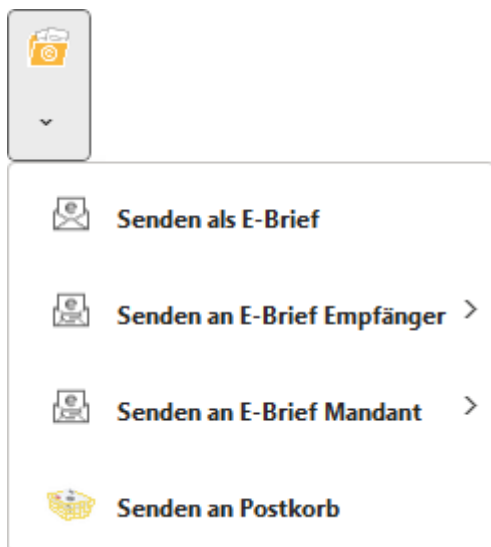 Senden als E-Brief
Senden an E-Brief Empfänger
Senden an E-Brief Mandant
Senden an Postkorb